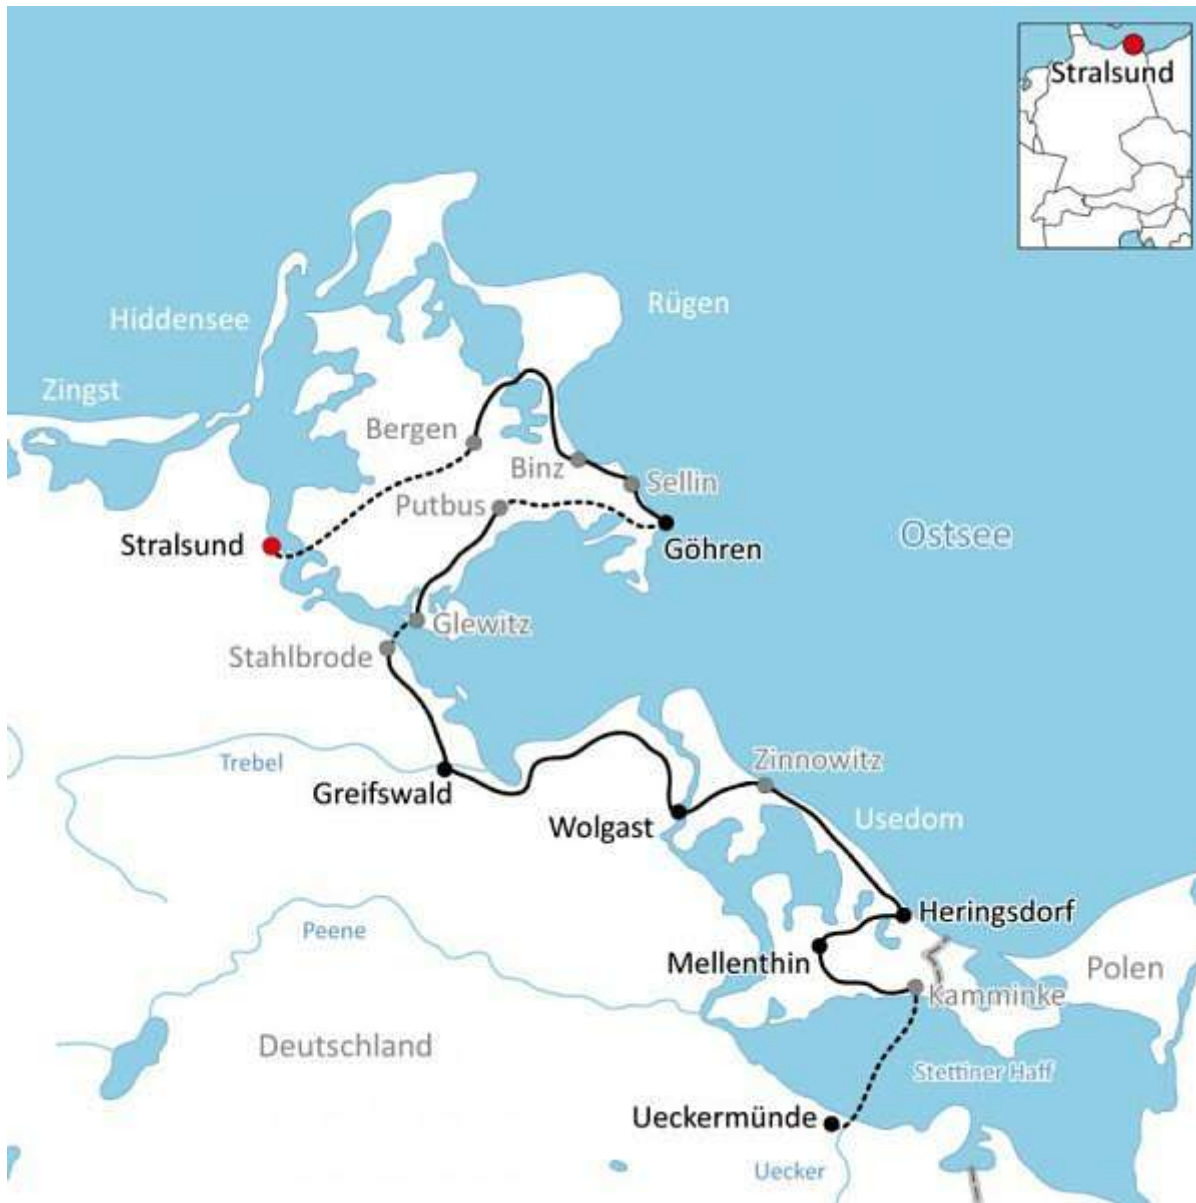 Stralsund
Rügen
Hiddensee
Zingst
Bergen
Binz
Sellin
Putbus
Ostsee
Stralsund
Göhren
Glewitz
Stahlbrode
Trebel
Zinnowitz
Greifswald
Usedom
Wolgast
Heringsdorf
Peene
Mellenthin
Polen
Kamminke
Deutschland
Stettiner Haff
Ueckermünde
Uecker